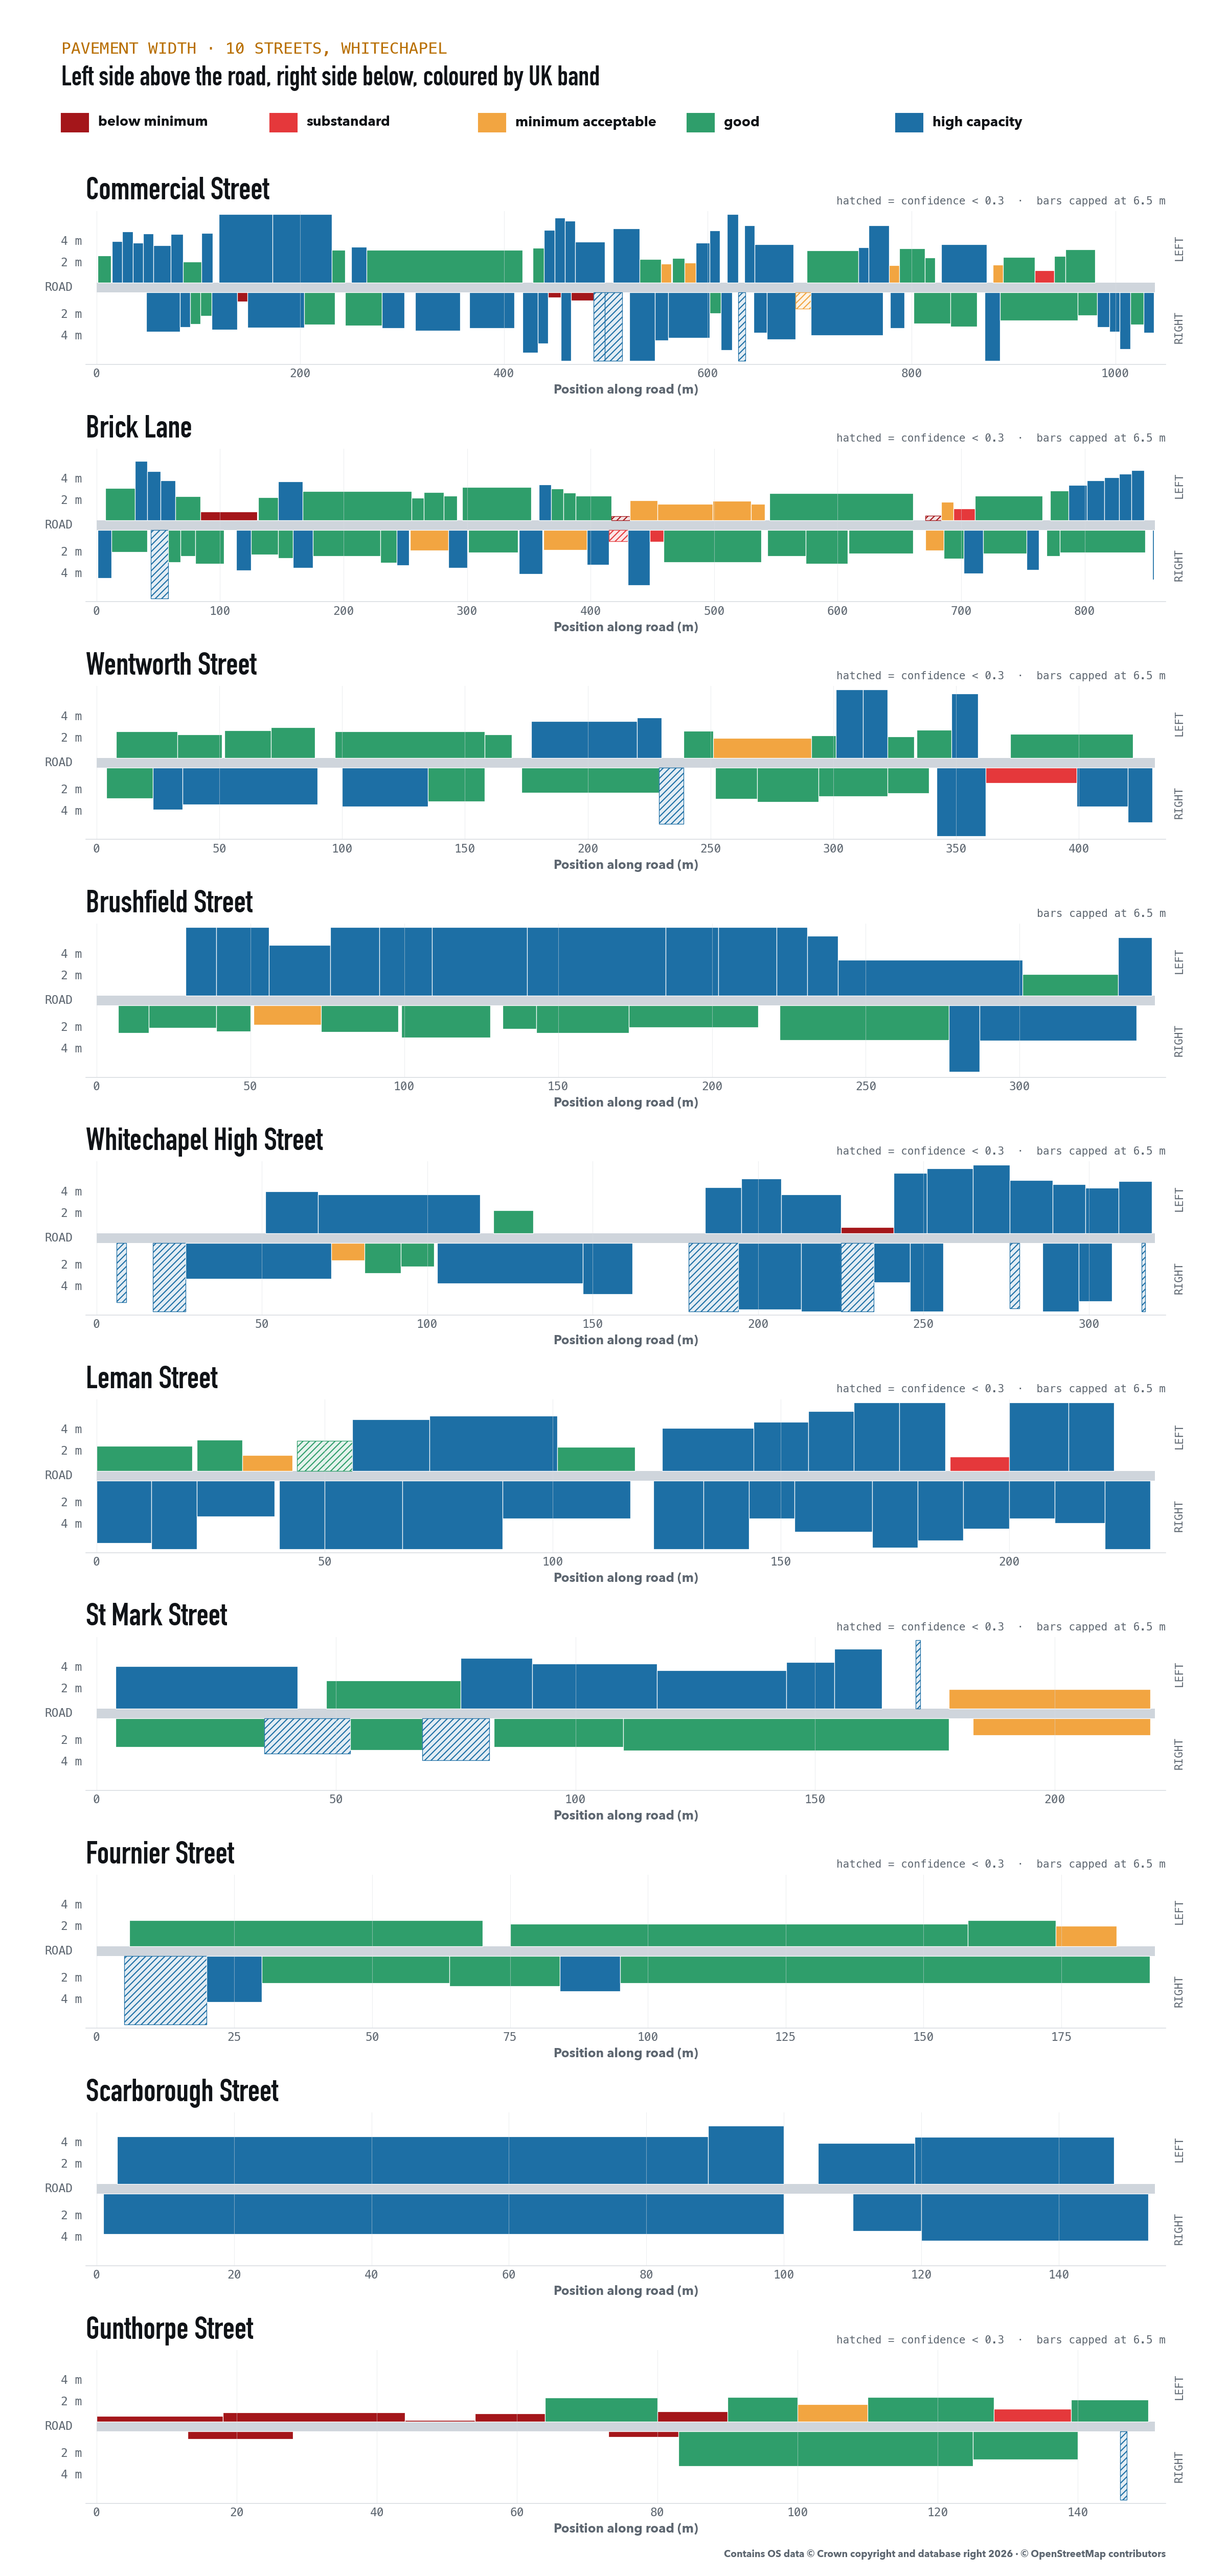 PAVEMENT WIDTH · 10 STREETS, WHITECHAPEL
Left side above the road, right side below, coloured by UK band
below minimum substandard minimum acceptable good high capacity
Commercial Street
hatched = confidence < 0.3 · bars capped at 6.5 m
4 m
2 m
ROAD
2 m
4 m
LEFT
RIGHT
0 200 400 600 800 1000
Position along road (m)
Brick Lane
hatched = confidence < 0.3 · bars capped at 6.5 m
4 m
2 m
ROAD
2 m
4 m
LEFT
RIGHT
0 100 200 300 400 500 600 700 800
Position along road (m)
Wentworth Street
hatched = confidence < 0.3 · bars capped at 6.5 m
4 m
2 m
ROAD
2 m
4 m
LEFT
RIGHT
0 50 100 150 200 250 300 350 400
Position along road (m)
Brushfield Street
bars capped at 6.5 m
4 m
2 m
ROAD
2 m
4 m
LEFT
RIGHT
0 50 100 150 200 250 300
Position along road (m)
Whitechapel High Street
hatched = confidence < 0.3 · bars capped at 6.5 m
4 m
2 m
ROAD
2 m
4 m
LEFT
RIGHT
0 50 100 150 200 250 300
Position along road (m)
Leman Street
hatched = confidence < 0.3 · bars capped at 6.5 m
4 m
2 m
ROAD
2 m
4 m
LEFT
RIGHT
0 50 100 150 200
Position along road (m)
St Mark Street
hatched = confidence < 0.3 · bars capped at 6.5 m
4 m
2 m
ROAD
2 m
4 m
LEFT
RIGHT
0 50 100 150 200
Position along road (m)
Fournier Street
hatched = confidence < 0.3 · bars capped at 6.5 m
4 m
2 m
ROAD
2 m
4 m
LEFT
RIGHT
0 25 50 75 100 125 150 175
Position along road (m)
Scarborough Street
4 m
2 m
ROAD
2 m
4 m
LEFT
RIGHT
0 20 40 60 80 100 120 140
Position along road (m)
Gunthorpe Street
hatched = confidence < 0.3 · bars capped at 6.5 m
4 m
2 m
ROAD
2 m
4 m
LEFT
RIGHT
0 20 40 60 80 100 120 140
Position along road (m)
Contains OS data © Crown copyright and database right 2026 · © OpenStreetMap contributors